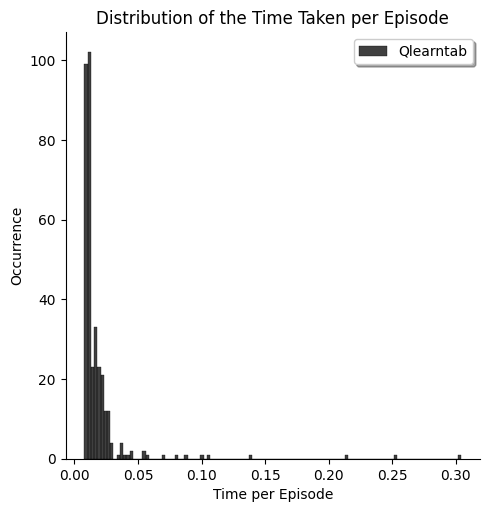 Distribution of the Time Taken per Episode
Qlearntab
100
80
60
40
20
0
Occurrence
0.00 0.05 0.10 0.15 0.20 0.25 0.30
Time per Episode